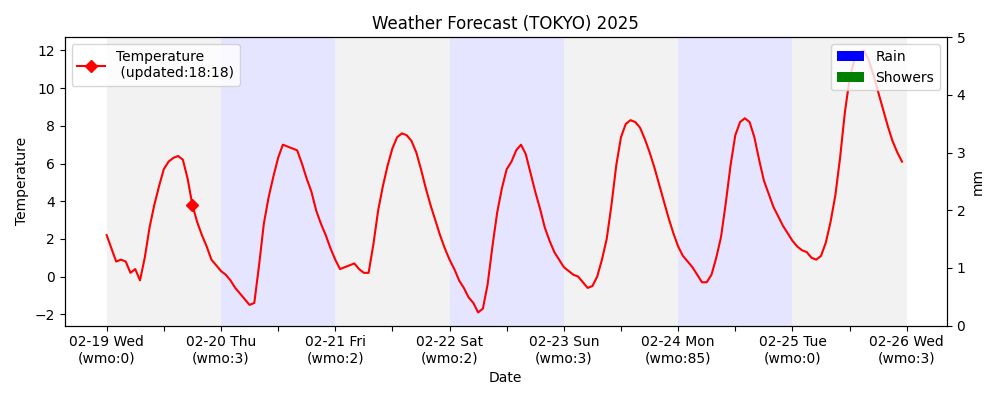 Weather Forecast (TOKYO) 2025
Temperature
(updated:18:18)
Rain
Showers
Temperature
12
10
8
6
4
2
0
−2
5
4
3
2
1
0
mm
02-19 Wed
(wmo:0)
02-20 Thu
(wmo:3)
02-21 Fri
(wmo:2)
02-22 Sat
(wmo:2)
02-23 Sun
(wmo:3)
02-24 Mon
(wmo:85)
02-25 Tue
(wmo:0)
02-26 Wed
(wmo:3)
Date